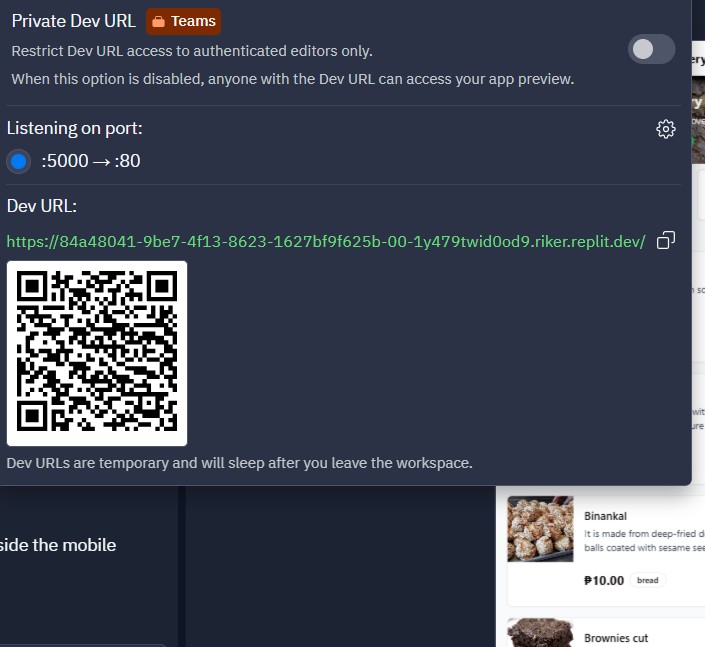 Private Dev URL Teams
Restrict Dev URL access to authenticated editors only.
When this option is disabled, anyone with the Dev URL can access your app preview.
Listening on port:
:5000 → :80
Dev URL:
https://84a48041-9be7-4f13-8623-1627bf9f625b-00-1y479twid0od9.riker.replit.dev/
Dev URLs are temporary and will sleep after you leave the workspace.
side the mobile
Binankal
It is made from deep-fried d
balls coated with sesame see
₱10.00 bread
Brownies cut